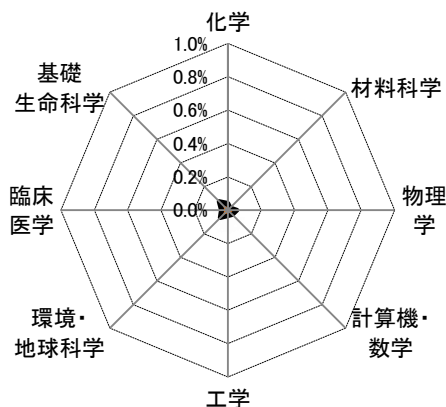 化学
1.0%
0.8%
0.6%
0.4%
0.2%
0.0%
材料科学
物理
学
計算機・
数学
工学
環境・
地球科学
臨床
医学
基礎
生命科学